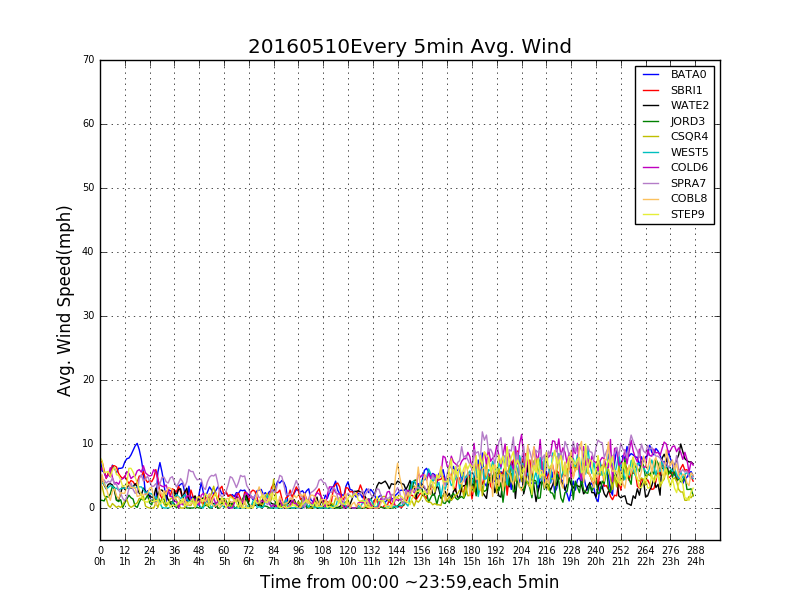 20160510Every 5min Avg. Wind
70
60
50
40
30
20
10
0
Avg. Wind Speed(mph)
BATA0
SBRI1
WATE2
JORD3
CSQR4
WEST5
COLD6
SPRA7
COBL8
STEP9
0 12 24 36 48 60 72 84 96 108 120 132 144 156 168 180 192 204 216 228 240 252 264 276 288
0h 1h 2h 3h 4h 5h 6h 7h 8h 9h 10h 11h 12h 13h 14h 15h 16h 17h 18h 19h 20h 21h 22h 23h 24h
Time from 00:00 ~23:59,each 5min